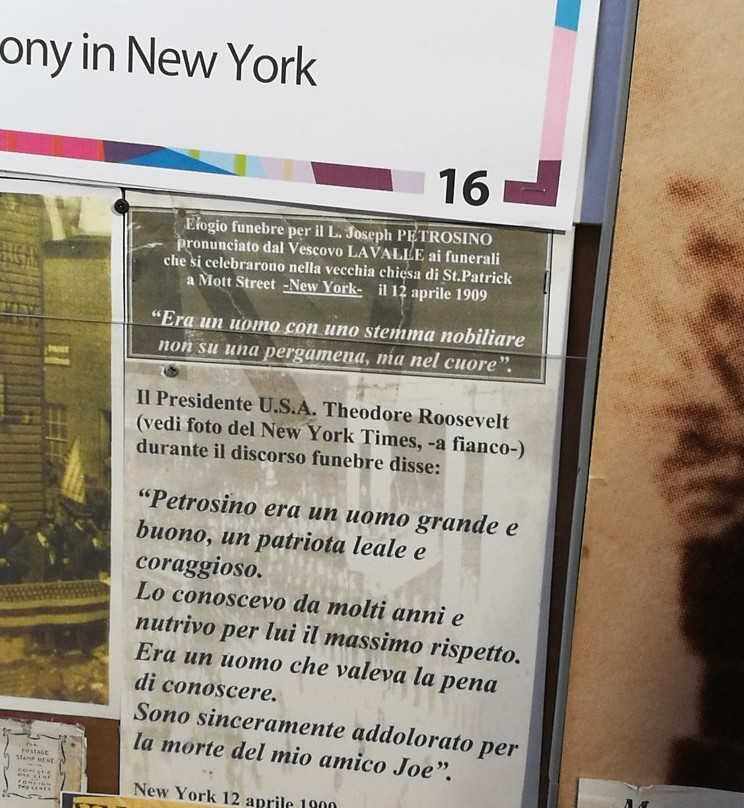 ony in New York
16
Elogio funebre per il L. Joseph PETROSINO
pronunciato dal Vescovo LAVALLE ai funerali
che si celebrarono nella vecchia chiesa di St.Patrick
a Mott Street -New York- il 12 aprile 1909
“Era un uomo con uno stemma nobiliare
non su una pergamena, ma nel cuore”.
Il Presidente U.S.A. Theodore Roosevelt
(vedi foto del New York Times, -a fianco-)
durante il discorso funebre disse:
“Petrosino era un uomo grande e
buono, un patriota leale e
coraggioso.
Lo conoscevo da molti anni e
nutrivo per lui il massimo rispetto.
Era un uomo che valeva la pena
di conoscere.
Sono sinceramente addolorato per
la morte del mio amico Joe”.
New York 12 aprile 1909
POSTAGE
STAMP HERE